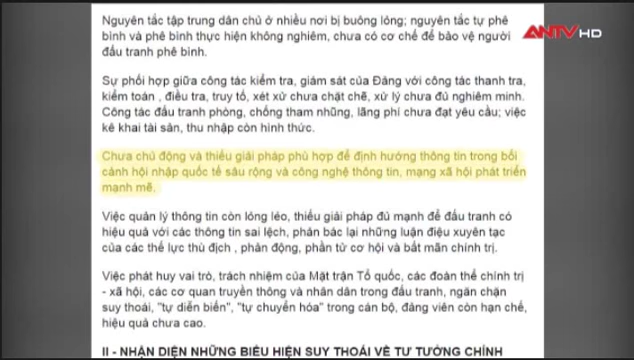 Nguyên tắc tập trung dân chủ ở nhiều nơi bị buông lỏng; nguyên tắc tự phê
bình và phê bình thực hiện không nghiêm, chưa có cơ chế để bảo vệ người
đấu tranh phê bình.
ANTV HD
Sự phối hợp giữa công tác kiểm tra, giám sát của Đảng với công tác thanh tra,
kiểm toán , điều tra, truy tố, xét xử chưa chặt chẽ, xử lý chưa đủ nghiêm minh.
Công tác đấu tranh phòng, chống tham nhũng, lãng phí chưa đạt yêu cầu; việc
kê khai tài sản, thu nhập còn hình thức.
Chưa chủ động và thiếu giải pháp phù hợp để định hướng thông tin trong bối
cảnh hội nhập quốc tế sâu rộng và công nghệ thông tin, mạng xã hội phát triển
mạnh mẽ.
Việc quản lý thông tin còn lỏng lẻo, thiếu giải pháp đủ mạnh để đấu tranh có
hiệu quả với các thông tin sai lệch, phản bác lại những luận điệu xuyên tạc
của các thế lực thù địch , phản động, phần tử cơ hội và bất mãn chính trị.
Việc phát huy vai trò, trách nhiệm của Mặt trận Tổ quốc, các đoàn thể chính trị
- xã hội, các cơ quan truyền thông và nhân dân trong đấu tranh, ngăn chặn
suy thoái, "tự diễn biến", "tự chuyển hóa" trong cán bộ, đảng viên còn hạn chế,
hiệu quả chưa cao.
II - NHẬN DIỆN NHỮNG BIỂU HIỆN SUY THOÁI VỀ TƯ TƯỞNG CHÍNH